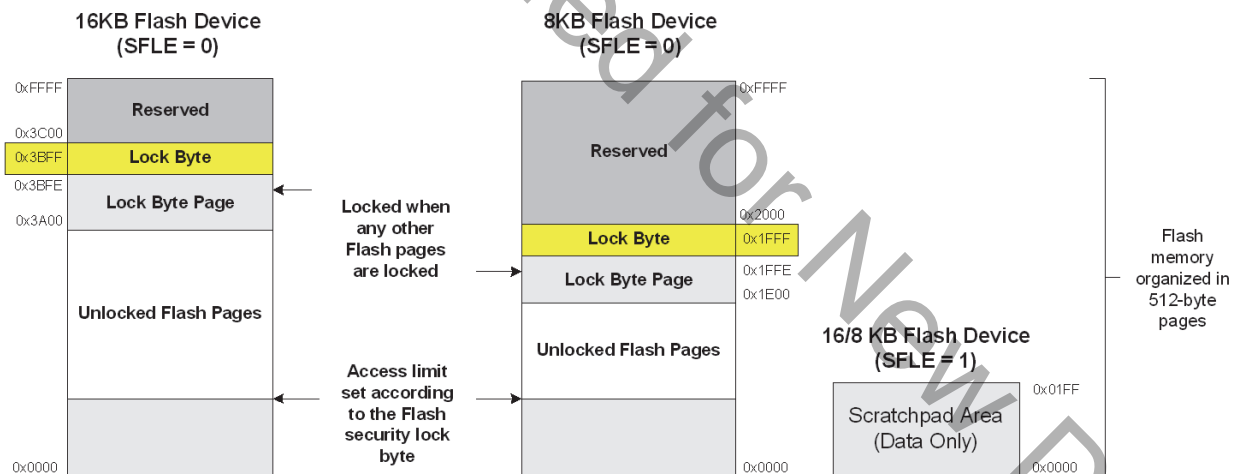 16KB Flash Device
(SFLE = 0)
0xFFFF
Reserved
0x3C00
0x3BFF
Lock Byte
0x3BFE
Lock Byte Page
0x3A00
Unlocked Flash Pages
0x0000
Locked when
any other
Flash pages
are locked
Access limit
set according
to the Flash
security lock
byte
8KB Flash Device
(SFLE = 0)
0xFFFF
Reserved
0x2000
Lock Byte
0x1FFF
Lock Byte Page
0x1FFE
0x1E00
Unlocked Flash Pages
0x0000
16/8 KB Flash Device
(SFLE = 1)
0x01FF
Scratchpad Area
(Data Only)
0x0000
Flash
memory
organized in
512-byte
pages
ed for New D